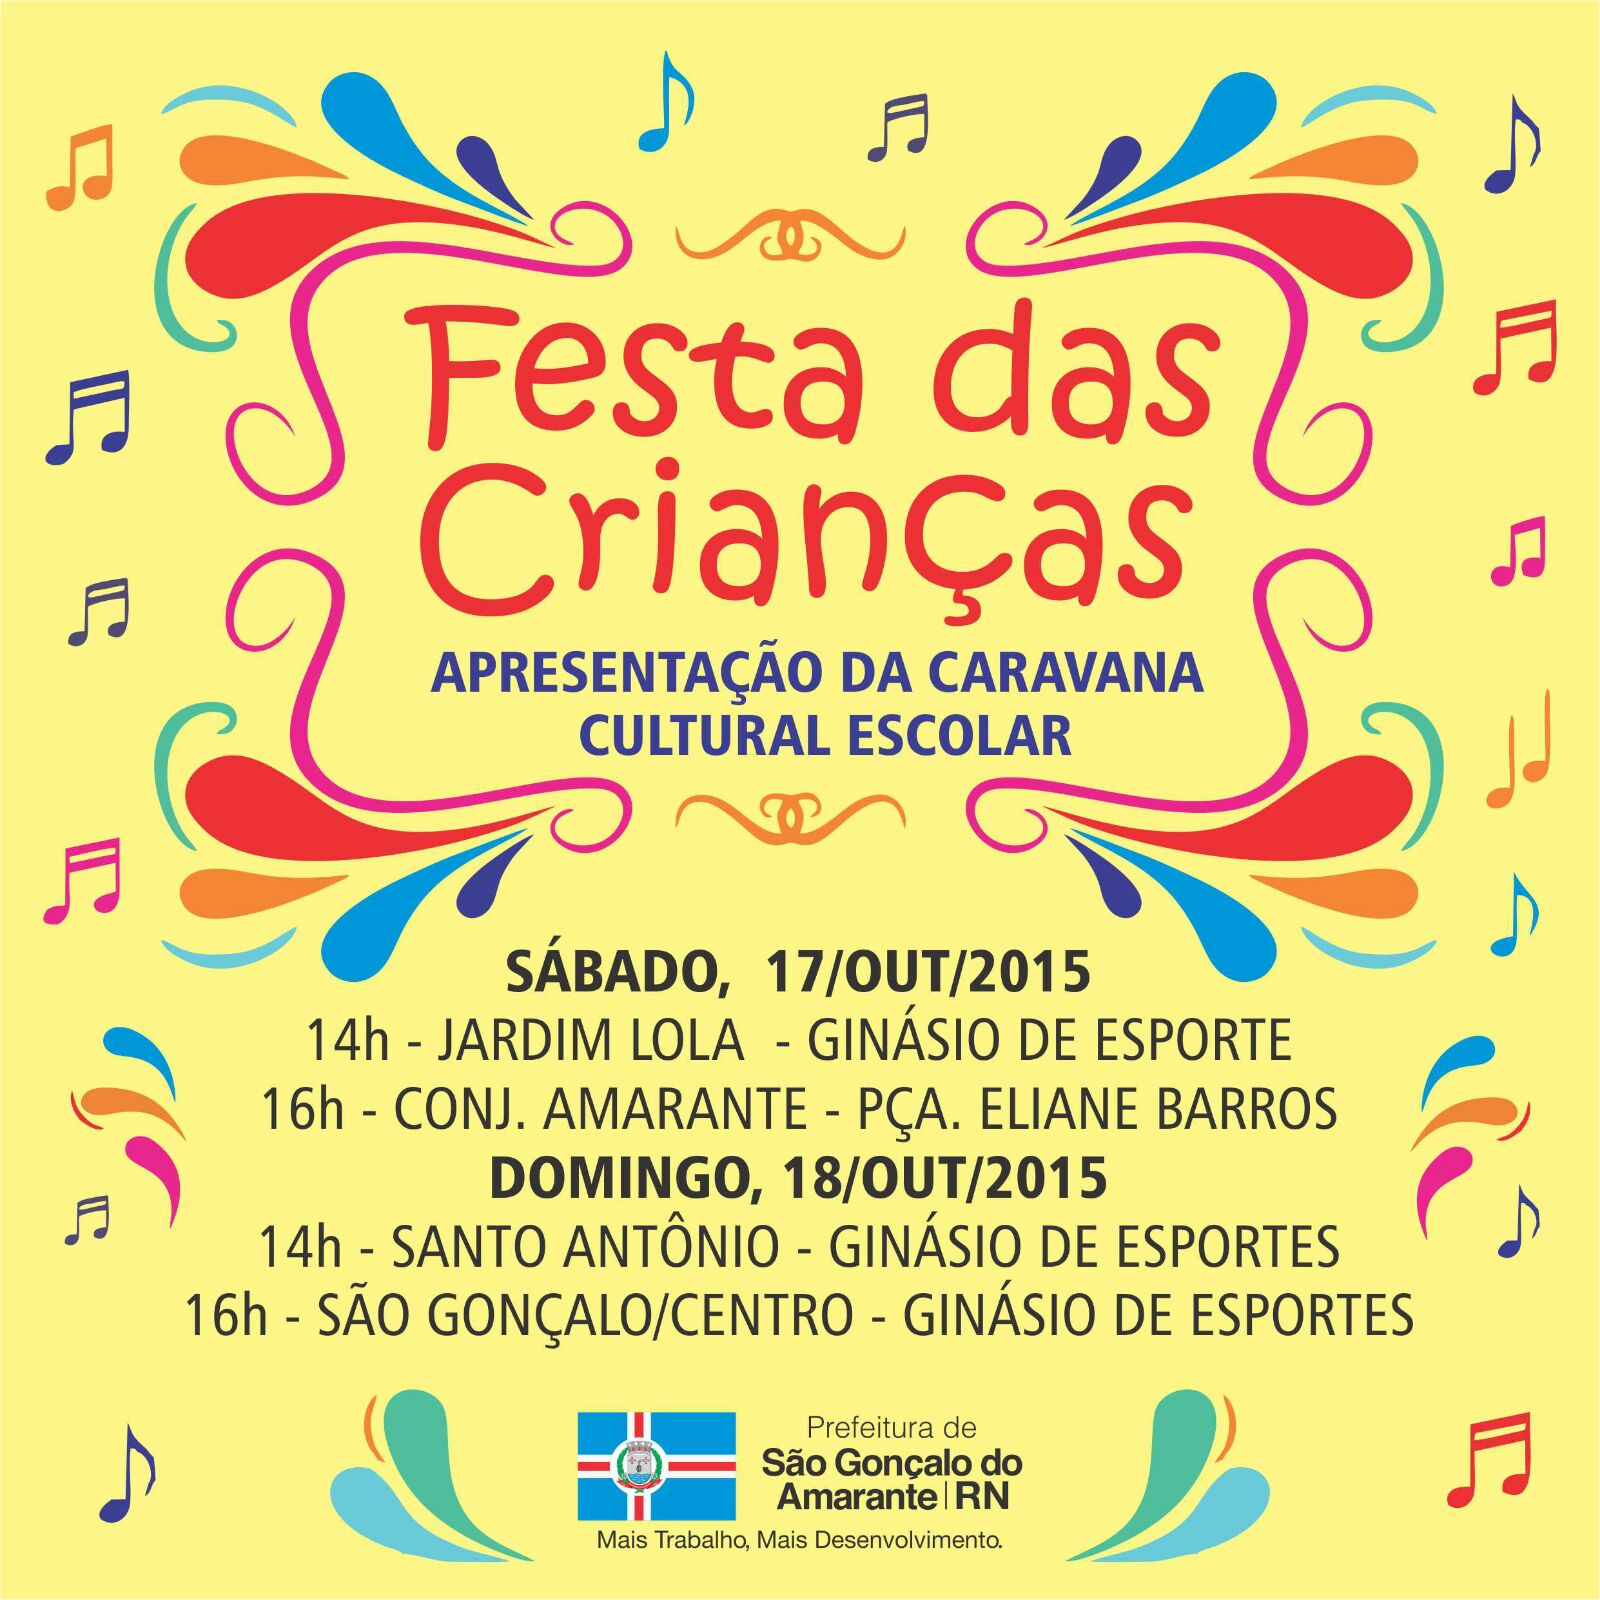 Festa das
Crianças
APRESENTAÇÃO DA CARAVANA
CULTURAL ESCOLAR
SÁBADO, 17/OUT/2015
14h - JARDIM LOLA - GINÁSIO DE ESPORTE
16h - CONJ. AMARANTE - PÇA. ELIANE BARROS
DOMINGO, 18/OUT/2015
14h - SANTO ANTÔNIO - GINÁSIO DE ESPORTES
16h - SÃO GONÇALO/CENTRO - GINÁSIO DE ESPORTES
Prefeitura de
São Gonçalo do
Amarante | RN
Mais Trabalho, Mais Desenvolvimento.